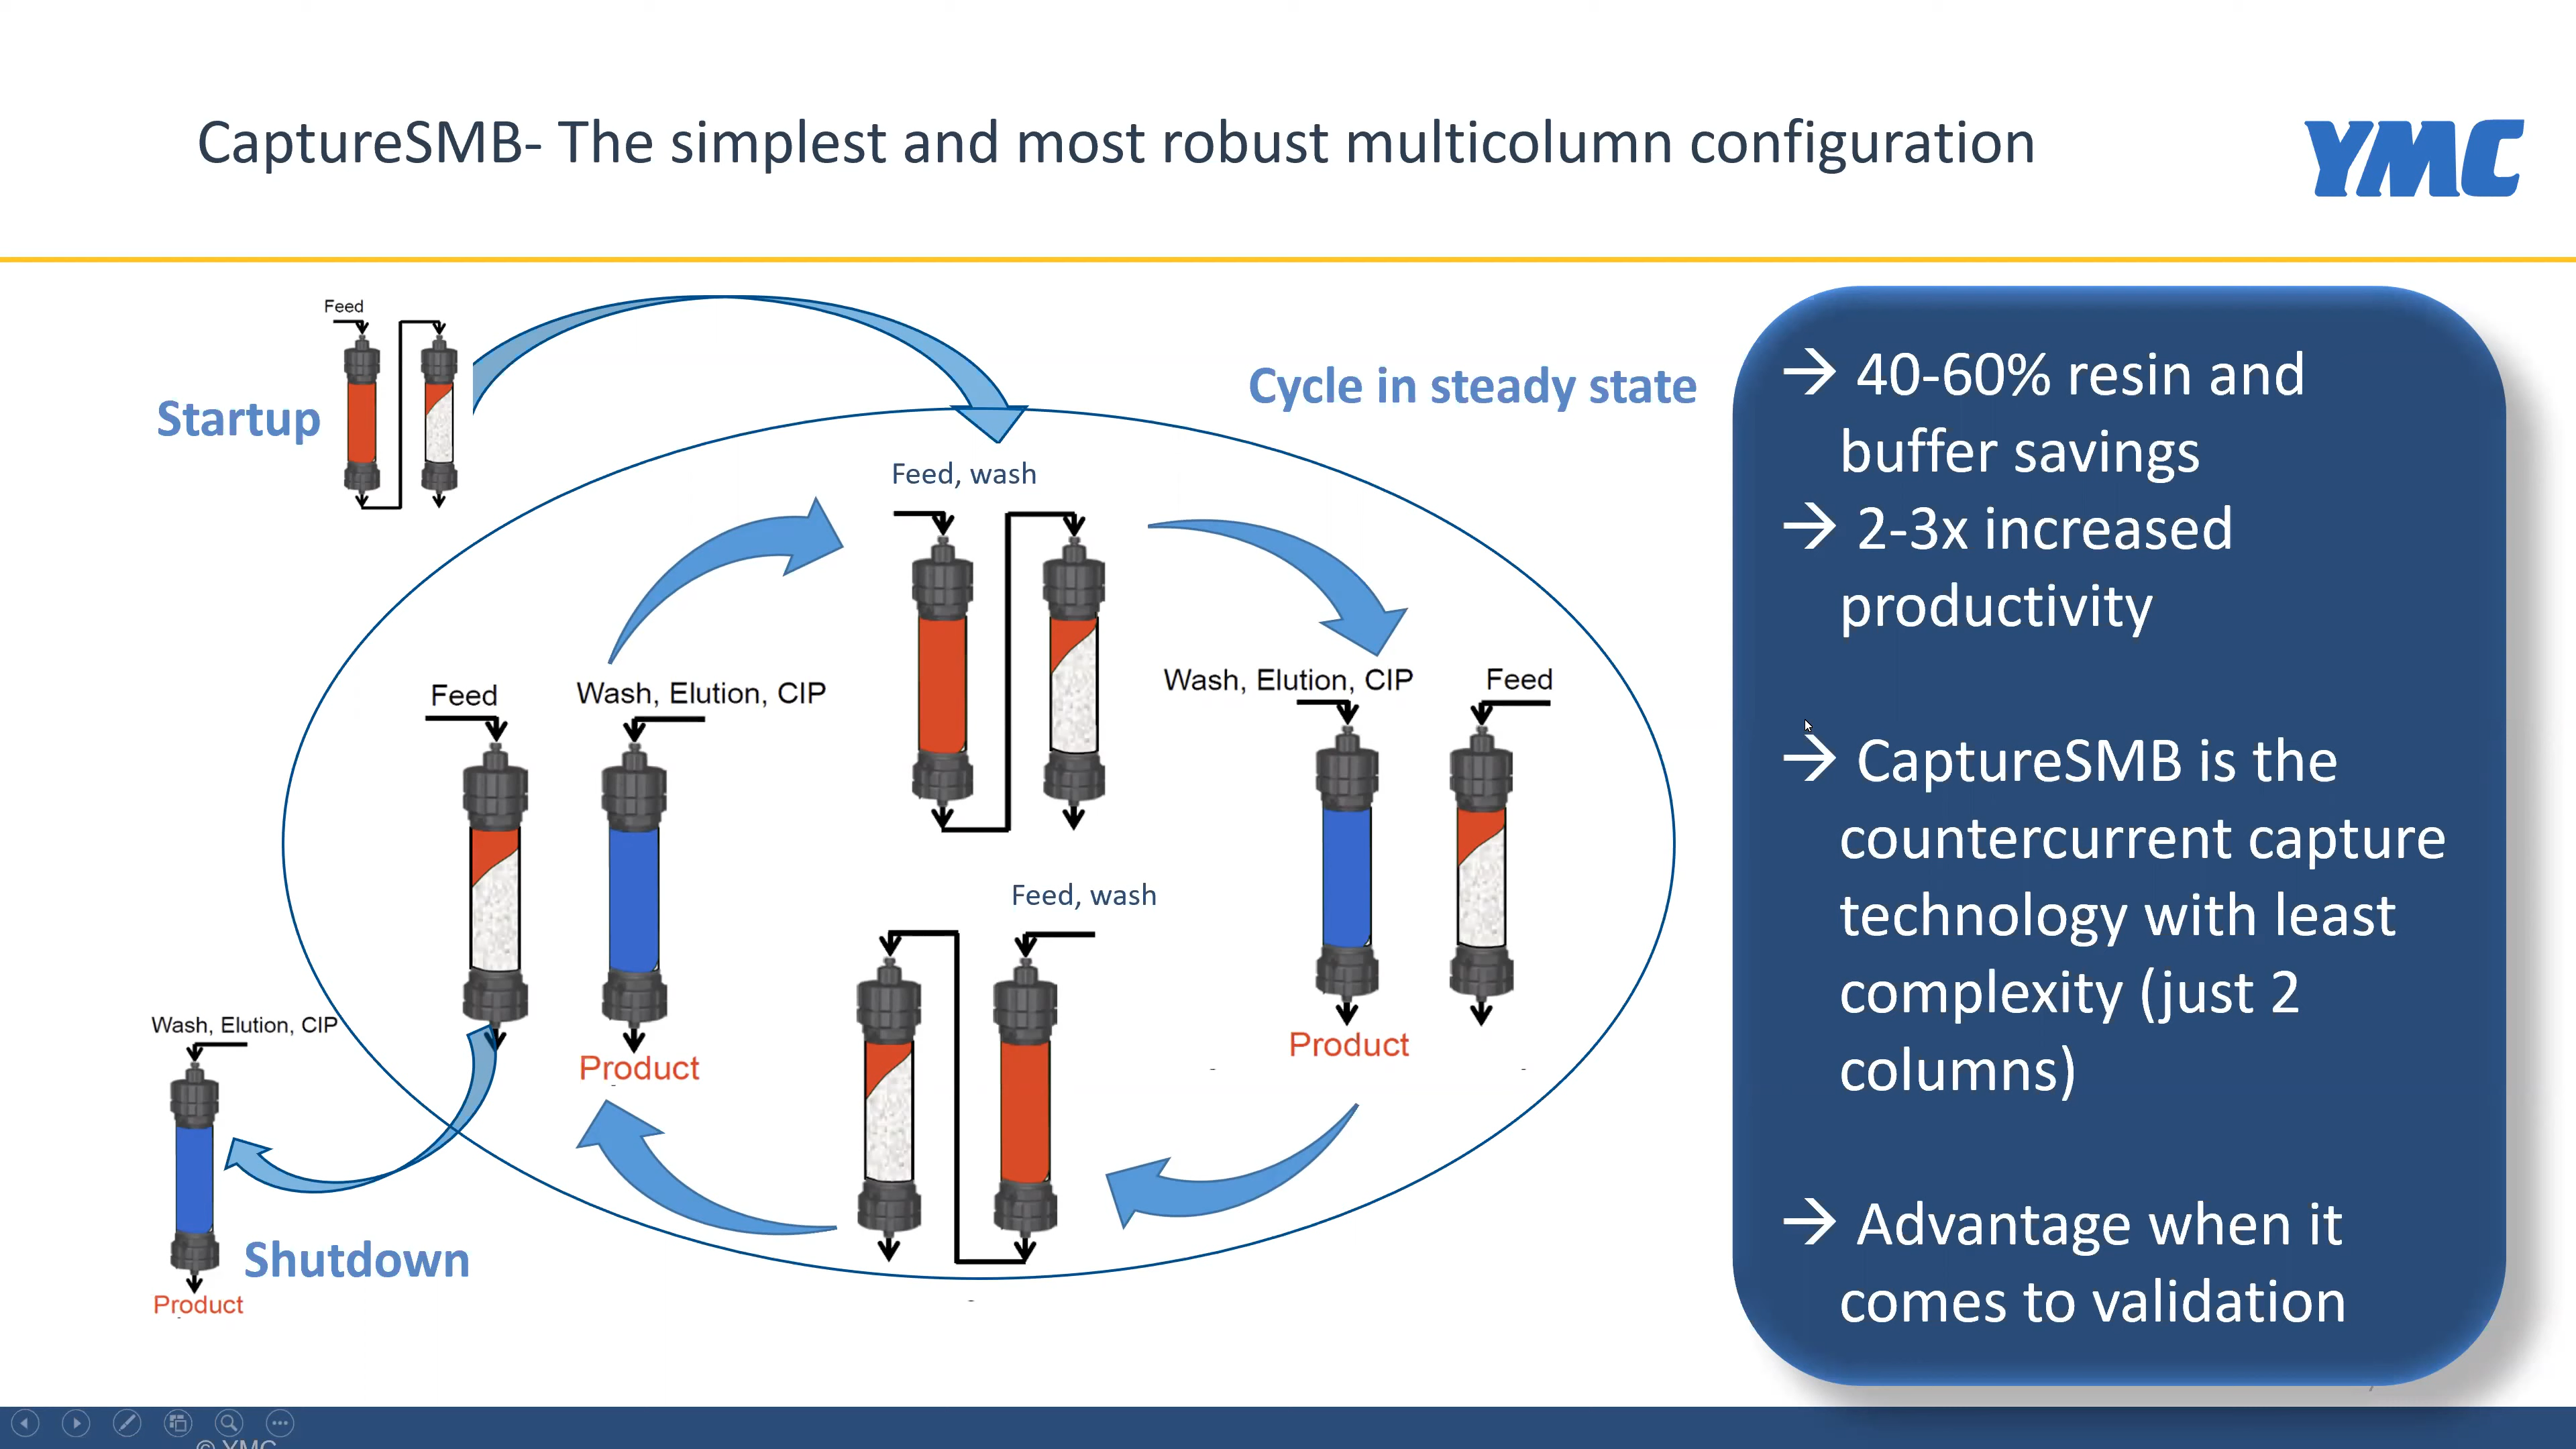 CaptureSMB- The simplest and most robust multicolumn configuration
YMC
Feed
Startup
Cycle in steady state
Feed, wash
Feed
Wash, Elution, CIP
Wash, Elution, CIP
Feed
Feed, wash
Product
Product
Wash, Elution, CIP
Shutdown
Product
→ 40-60% resin and
buffer savings
→ 2-3x increased
productivity
→ CaptureSMB is the
countercurrent capture
technology with least
complexity (just 2
columns)
→ Advantage when it
comes to validation
© YMC